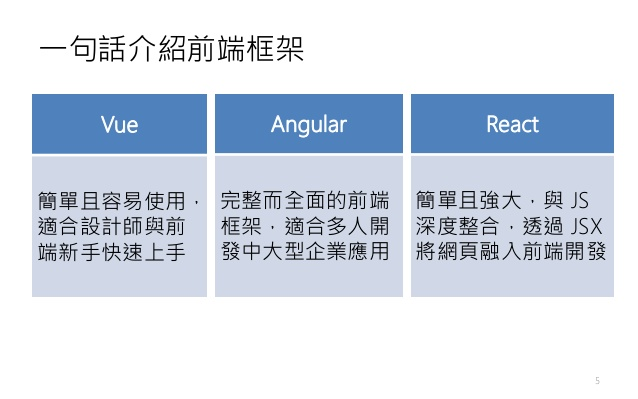 一句話介紹前端框架
Vue
Angular
React
簡單且容易使用，
適合設計師與前
端新手快速上手
完整而全面的前端
框架，適合多人開
發中大型企業應用
簡單且強大，與 JS
深度整合，透過 JSX
將網頁融入前端開發
5